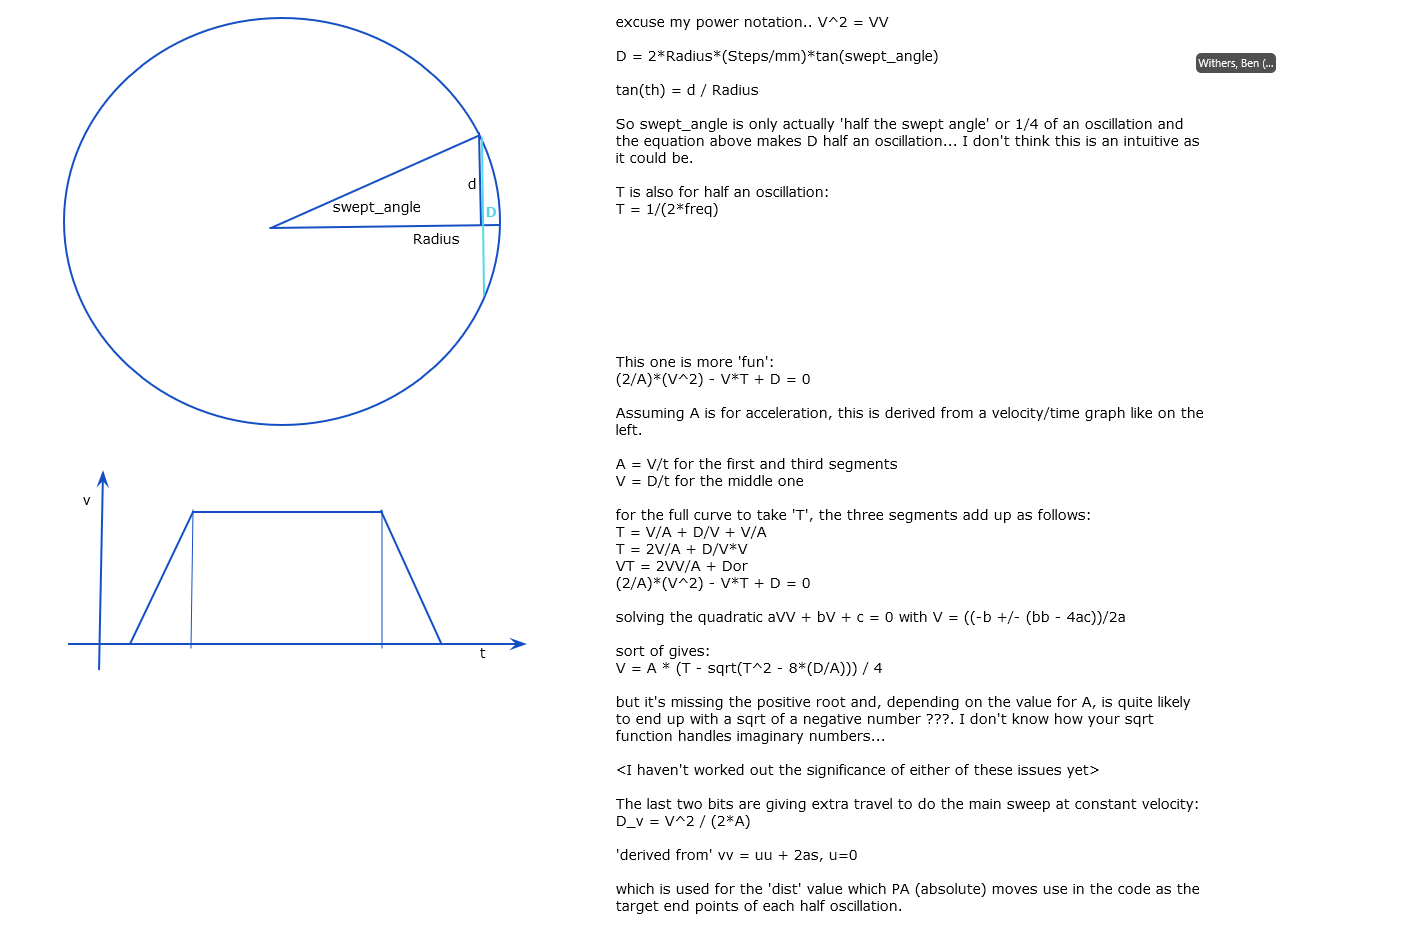 excuse my power notation.. V^2 = VV
Withers, Ben (...
D = 2*Radius*(Steps/mm)*tan(swept_angle)
tan(th) = d / Radius
So swept_angle is only actually 'half the swept angle' or 1/4 of an oscillation and
the equation above makes D half an oscillation... I don't think this is an intuitive as
it could be.
T is also for half an oscillation:
T = 1/(2*freq)
d
swept_angle
D
Radius
This one is more 'fun':
(2/A)*(V^2) - V*T + D = 0
Assuming A is for acceleration, this is derived from a velocity/time graph like on the
left.
A = V/t for the first and third segments
V = D/t for the middle one
v
t
for the full curve to take 'T', the three segments add up as follows:
T = V/A + D/V + V/A
T = 2V/A + D/V*V
VT = 2VV/A + Dor
(2/A)*(V^2) - V*T + D = 0
solving the quadratic aVV + bV + c = 0 with V = ((-b +/- (bb - 4ac))/2a
sort of gives:
V = A * (T - sqrt(T^2 - 8*(D/A))) / 4
but it's missing the positive root and, depending on the value for A, is quite likely
to end up with a sqrt of a negative number ???. I don't know how your sqrt
function handles imaginary numbers...
<I haven't worked out the significance of either of these issues yet>
The last two bits are giving extra travel to do the main sweep at constant velocity:
D_v = V^2 / (2*A)
'derived from' vv = uu + 2as, u=0
which is used for the 'dist' value which PA (absolute) moves use in the code as the
target end points of each half oscillation.